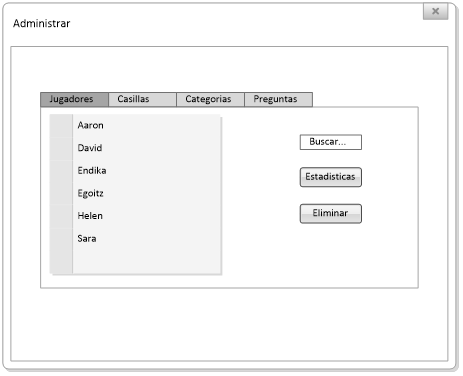 Administrar
Jugadores Casillas Categorias Preguntas
Aaron
David
Endika
Egoitz
Helen
Sara
Buscar...
Estadisticas
Eliminar